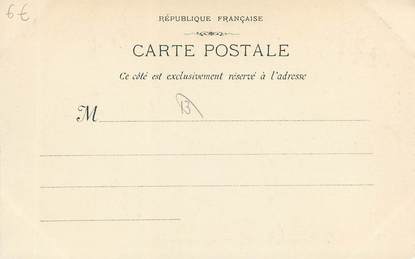 6€
RÉPUBLIQUE FRANÇAISE
CARTE POSTALE
Ce côté est exclusivement réservé à l'adresse
M